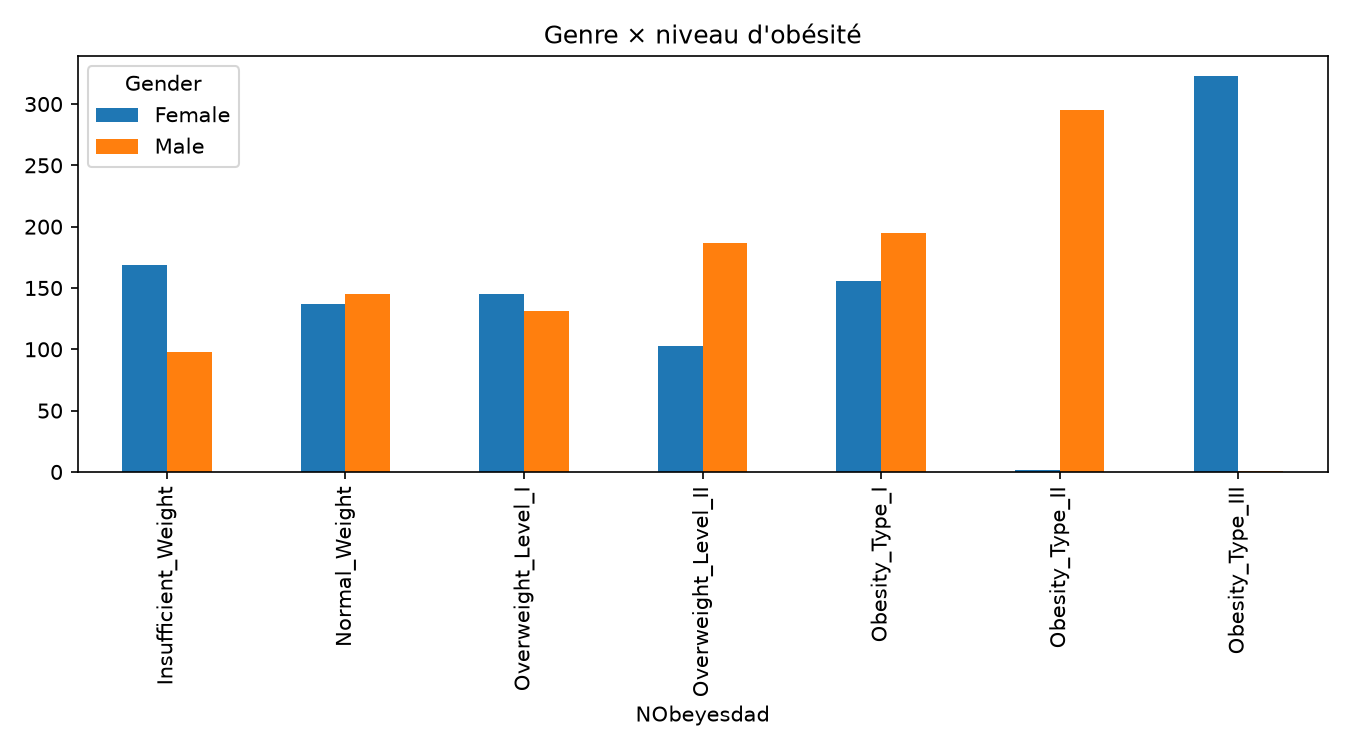 Genre × niveau d'obésité
Gender
Female
Male
300
250
200
150
100
50
0
Insufficient_Weight
Normal_Weight
Overweight_Level_I
Overweight_Level_II
Obesity_Type_I
Obesity_Type_II
Obesity_Type_III
NObeyesdad